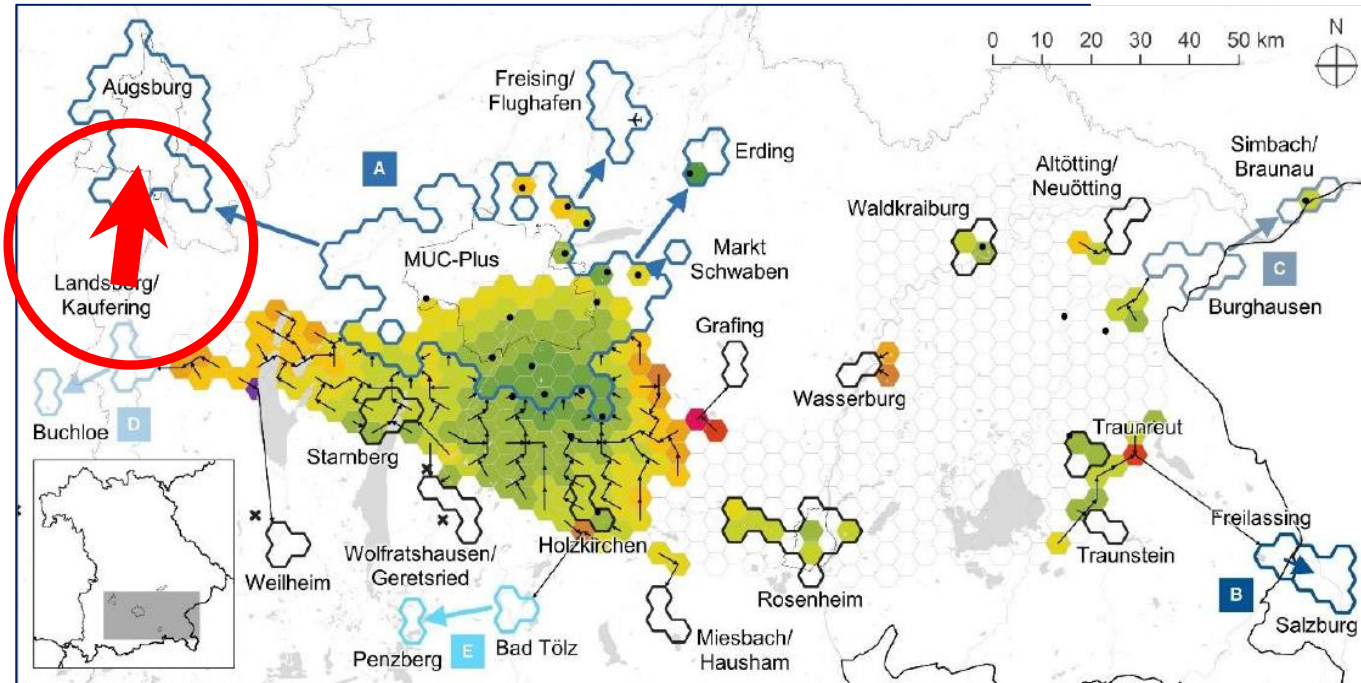 0 10 20 30 40 50 km
N
Augsburg
Freising/
Flughafen
A
Erding
Altötting/
Neuötting
Simbach/
Braunau
Waldkraiburg
MUC-Plus
Markt
Schwaben
C
Landsberg/
Kaufering
Burghausen
Grafing
Wasserburg
Buchloe
D
Starnberg
Traunreut
Freilassing
Wolfratshausen/
Geretsried
Holzkirchen
Traunstein
Weilheim
Rosenheim
B
Salzburg
Miesbach/
Hausham
Penzberg
E
Bad Tölz